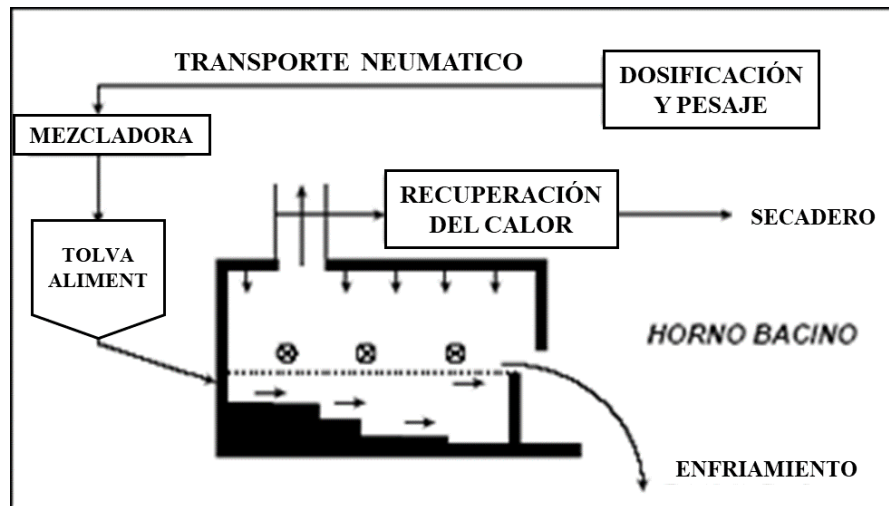 TRANSPORTE NEUMATICO
DOSIFICACIÓN
Y PESAJE
MEZCLADORA
RECUPERACIÓN
DEL CALOR
SECADERO
TOLVA
ALIMENT
HORNO BACINO
ENFRIAMIENTO